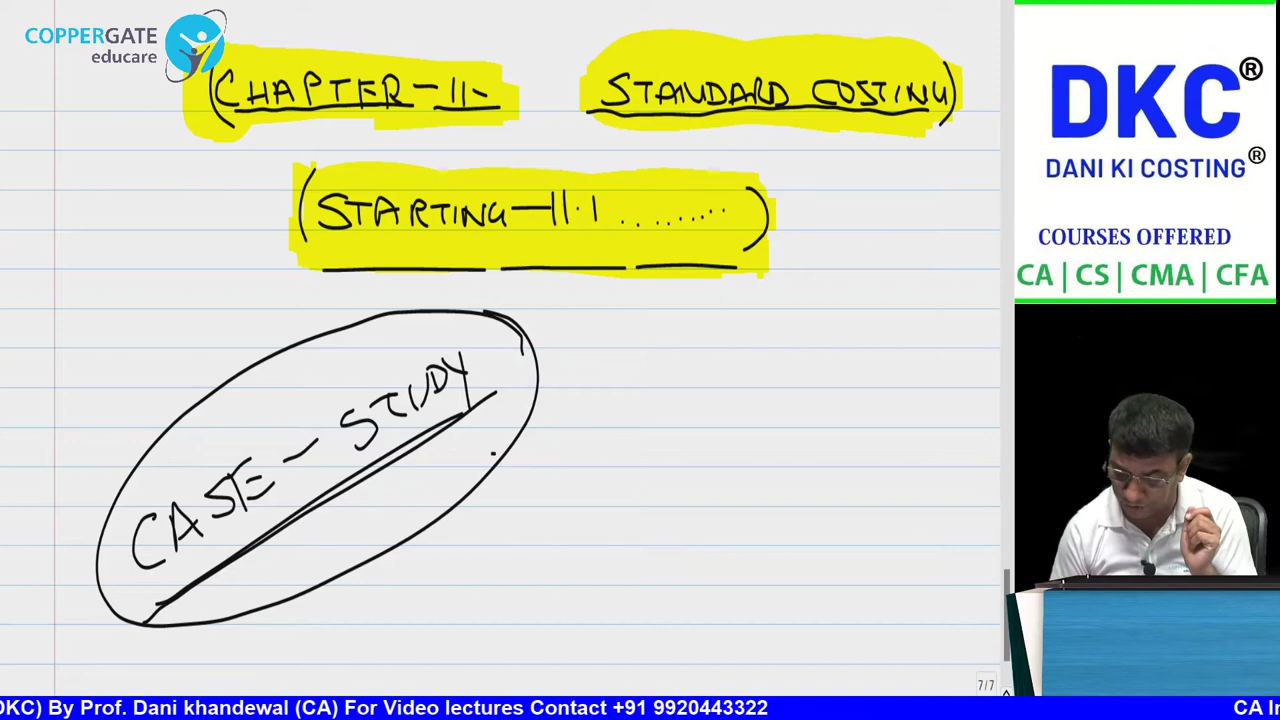 COPPERGATE
educare
(CHAPTER-11- STANDARD COSTING)
(STARTING-11.1 ..........)
CASE - STUDY
7/7
DKC®
DANI KI COSTING®
COURSES OFFERED
CA | CS | CMA | CFA
DKC) By Prof. Dani khandewal (CA) For Video lectures Contact +91 9920443322
CA In